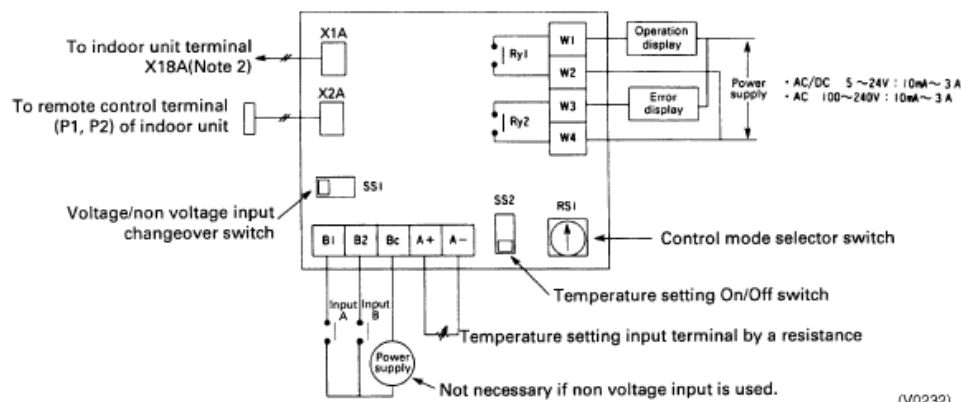 To indoor unit terminal
X18A(Note 2)
X1A
To remote control terminal
(P1, P2) of indoor unit
X2A
Ry1
Ry2
W1
W2
W3
W4
Operation
display
Error
display
Power
supply
・AC/DC 5～24V：10mA～3A
・AC 100～240V：10mA～3A
SS1
Voltage/non voltage input
changeover switch
SS2
RS1
Control mode selector switch
B1 B2 Bc A+ A-
Temperature setting On/Off switch
Input
A
Input
B
Temperature setting input terminal by a resistance
Power
supply
Not necessary if non voltage input is used.
(V0232)